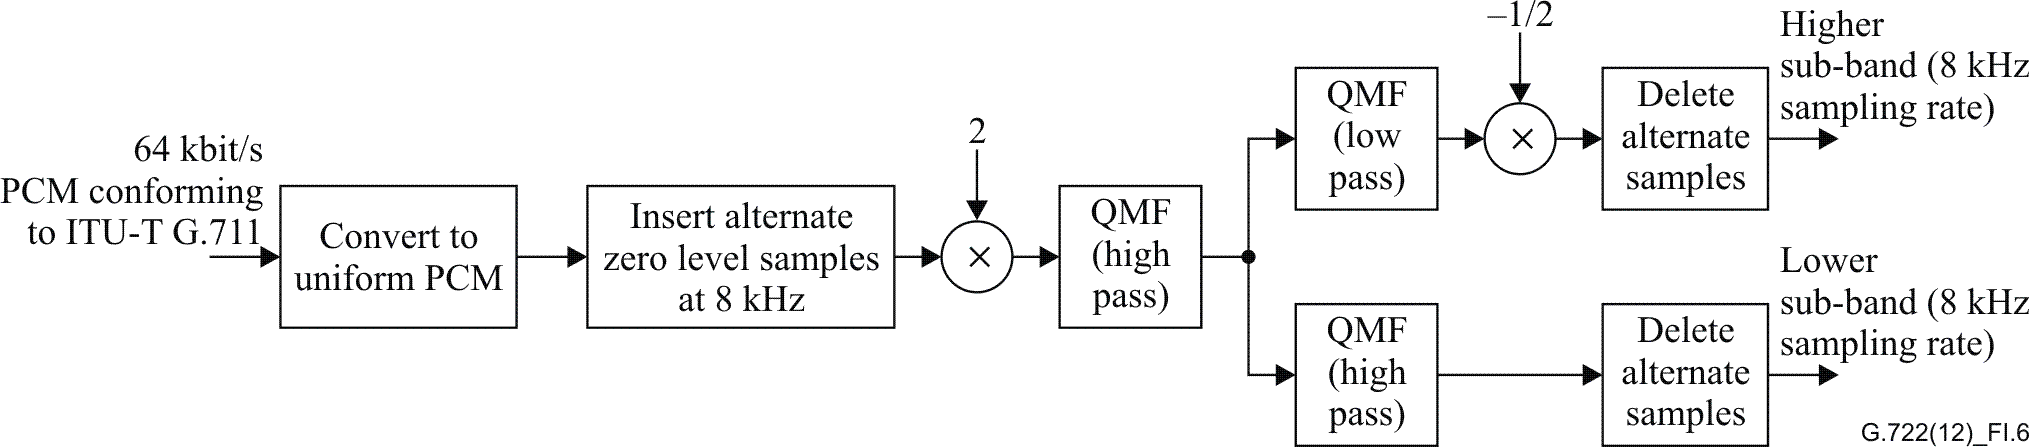 64 kbit/s
PCM conforming
to ITU-T G.711
Convert to
uniform PCM
Insert alternate
zero level samples
at 8 kHz
2
×
QMF
(high
pass)
QMF
(low
pass)
–1/2
×
Delete
alternate
samples
Higher
sub-band (8 kHz
sampling rate)
QMF
(high
pass)
Delete
alternate
samples
Lower
sub-band (8 kHz
sampling rate)
G.722(12)_FI.6